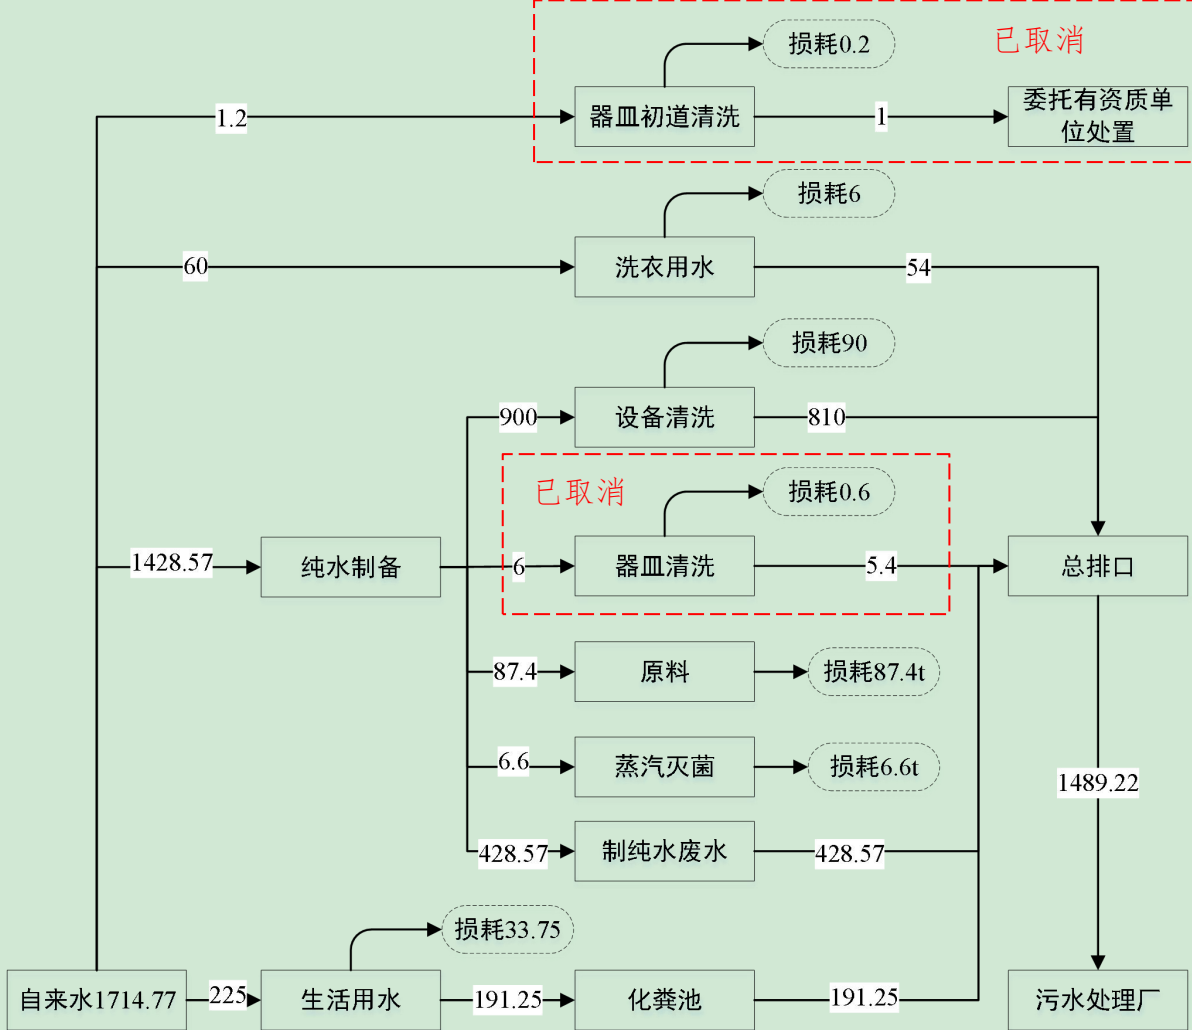 损耗0.2
已取消
1.2
器皿初道清洗
1
委托有资质单
位处置
损耗6
60
洗衣用水
54
损耗90
900
设备清洗
810
已取消
损耗0.6
1428.57
纯水制备
6
器皿清洗
5.4
总排口
87.4
原料
损耗87.4t
6.6
蒸汽灭菌
损耗6.6t
1489.22
428.57
制纯水废水
428.57
损耗33.75
自来水1714.77
225
生活用水
191.25
化粪池
191.25
污水处理厂